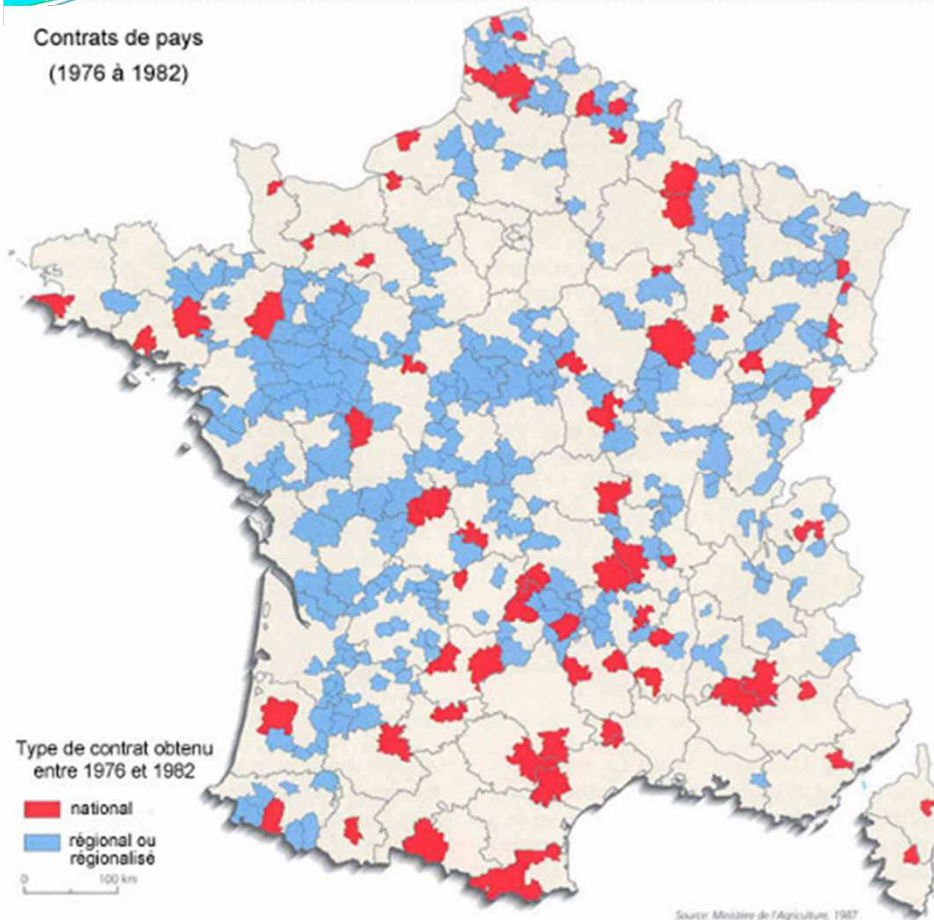 Contrats de pays
(1976 à 1982)
Type de contrat obtenu
entre 1976 et 1982
national
régional ou
régionalisé
0 100 km
Source: Ministère de l'Agriculture, 1987